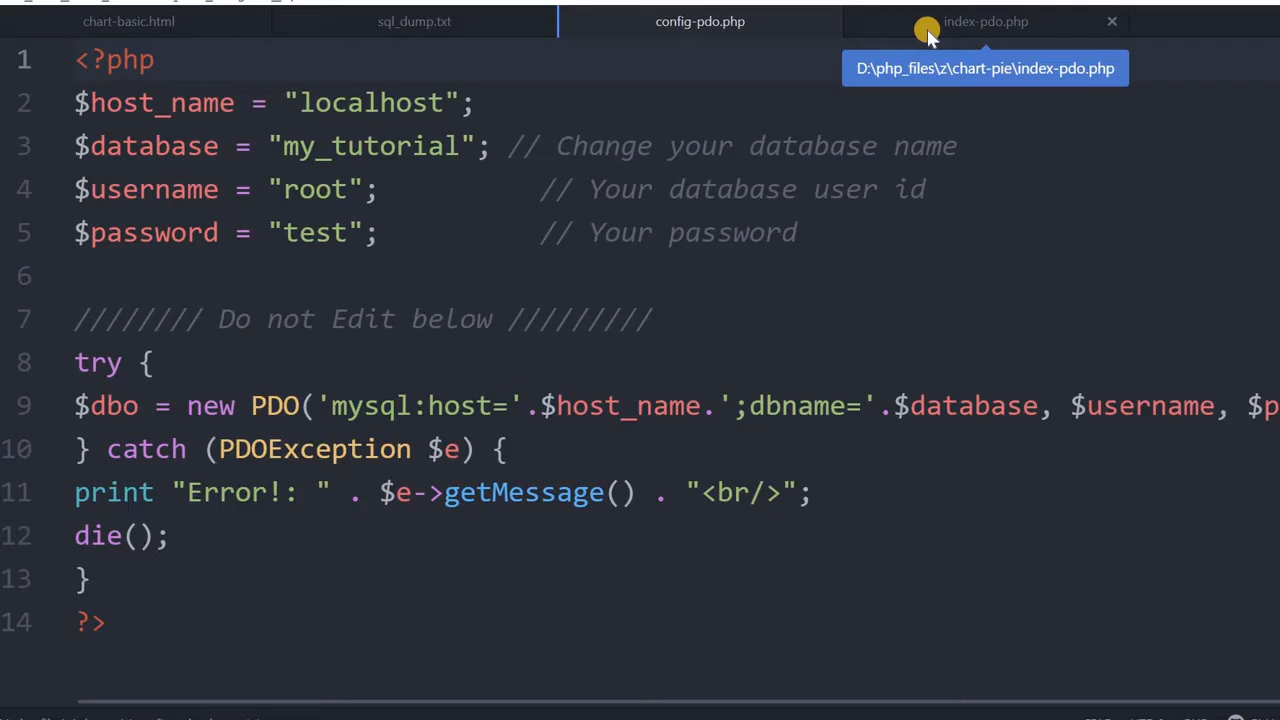 chart-basic.html
sql_dump.txt
config-pdo.php
index-pdo.php
D:\php_files\z\chart-pie\index-pdo.php
1 <?php
2 $host_name = "localhost";
3 $database = "my_tutorial"; // Change your database name
4 $username = "root"; // Your database user id
5 $password = "test"; // Your password
6
7 //////// Do not Edit below /////////
8 try {
9 $dbo = new PDO('mysql:host='.$host_name.';dbname='.$database, $username, $p
10 } catch (PDOException $e) {
11 print "Error!: " . $e->getMessage() . "<br/>";
12 die();
13 }
14 ?>